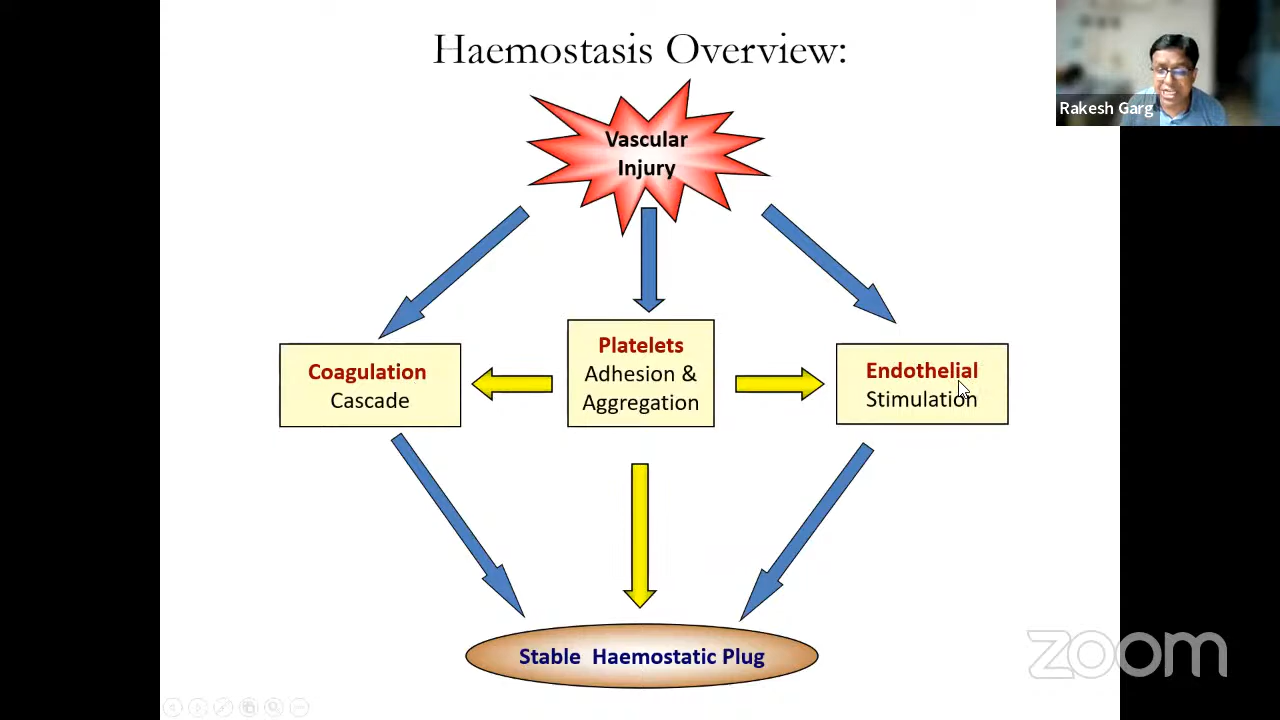 Haemostasis Overview:
Rakesh Garg
Vascular
Injury
Coagulation
Cascade
Platelets
Adhesion &
Aggregation
Endothelial
Stimulation
Stable Haemostatic Plug
zoom